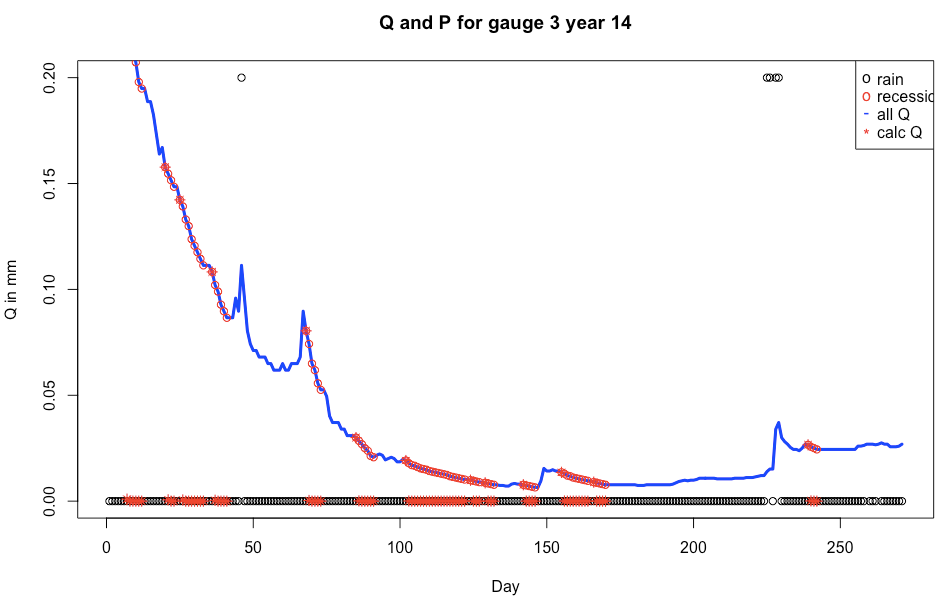 Q and P for gauge 3 year 14
Q in mm
0.20
0.15
0.10
0.05
0.00
rain
recessio
- all Q
* calc Q
0 50 100 150 200 250
Day